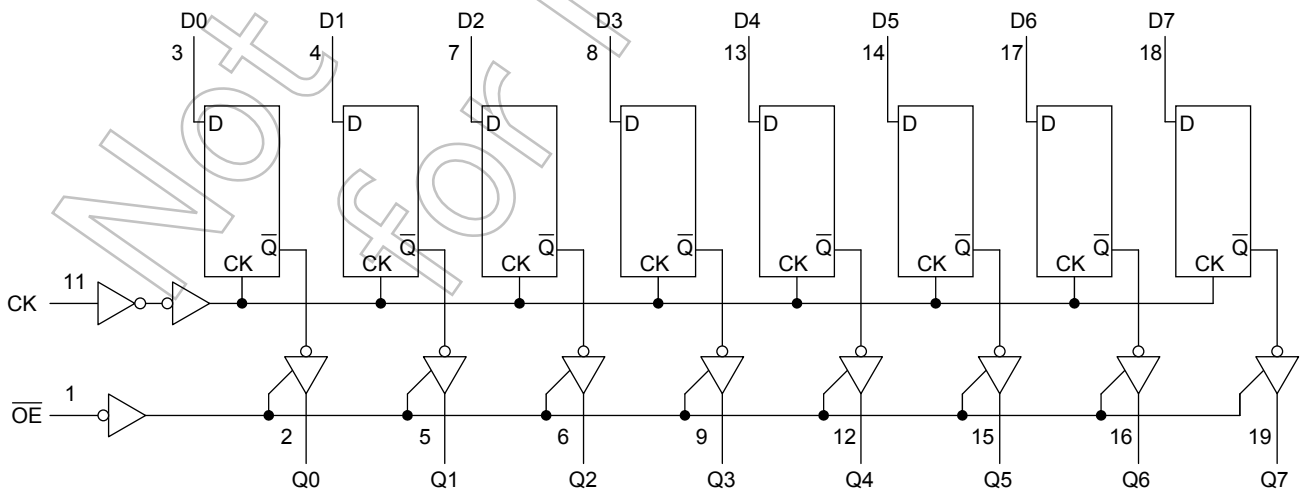 D0 D1 D2 D3 D4 D5 D6 D7
3 4 7 8 13 14 17 18
D D D D D D D D
Q̅ Q̅ Q̅ Q̅ Q̅ Q̅ Q̅ Q̅
CK CK CK CK CK CK CK CK
11
CK
1
O̅E̅
2 5 6 9 12 15 16 19
Q0 Q1 Q2 Q3 Q4 Q5 Q6 Q7
Not
for